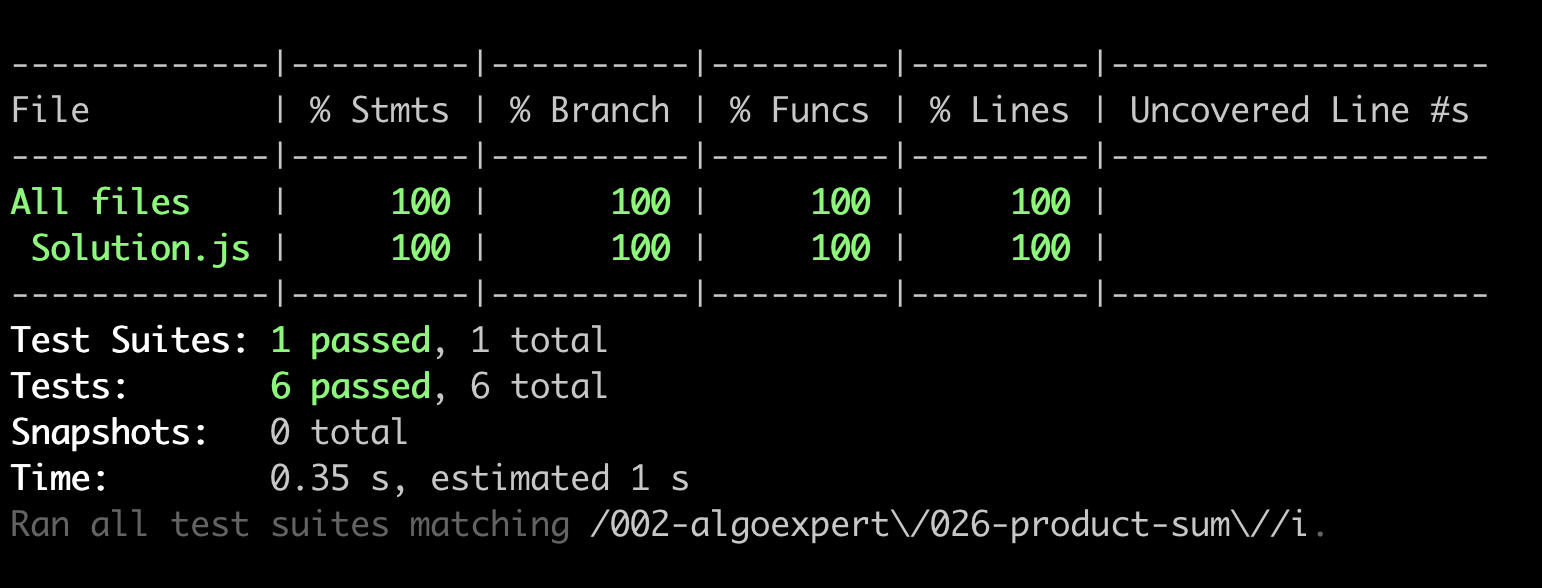 -------------|---------|----------|---------|---------|-------------------
File         | % Stmts | % Branch | % Funcs | % Lines | Uncovered Line #s
-------------|---------|----------|---------|---------|-------------------
All files    |     100 |      100 |     100 |     100 |
 Solution.js |     100 |      100 |     100 |     100 |
-------------|---------|----------|---------|---------|-------------------
Test Suites: 1 passed, 1 total
Tests:       6 passed, 6 total
Snapshots:   0 total
Time:        0.35 s, estimated 1 s
Ran all test suites matching /002-algoexpert\/026-product-sum\//i.